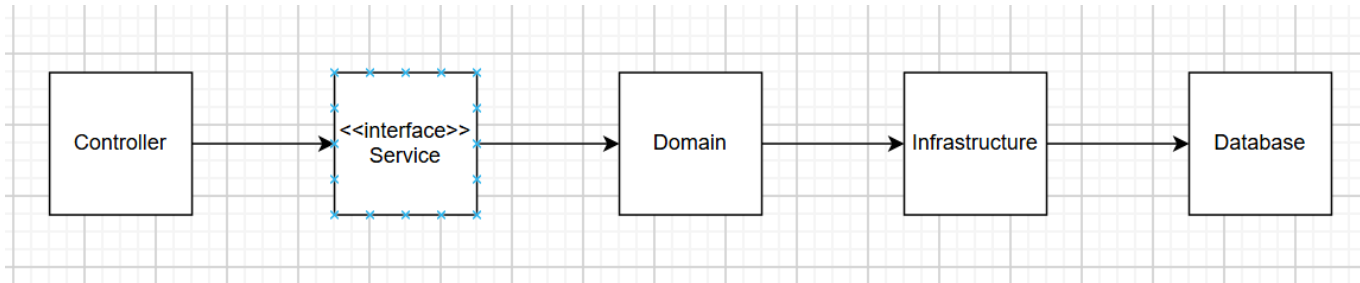 Controller
<<interface>>
Service
Domain
Infrastructure
Database